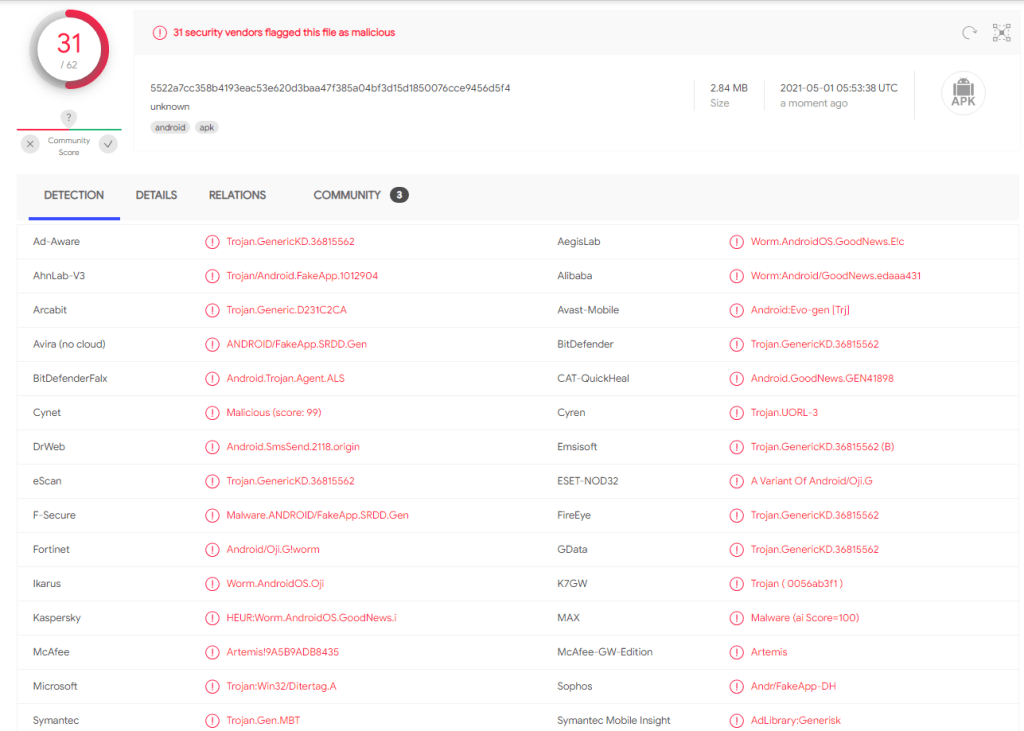 31
/ 62
?
Community
Score
31 security vendors flagged this file as malicious
5522a7cc358b4193eac53e620d3baa47f385a04bf3d15d1850076cce9456d5f4
unknown
android apk
2.84 MB
Size
2021-05-01 05:53:38 UTC
a moment ago
APK
DETECTION DETAILS RELATIONS COMMUNITY 3
Ad-Aware Trojan.GenericKD.36815562 AegisLab Worm.AndroidOS.GoodNews.E!c
AhnLab-V3 Trojan/Android.FakeApp.1012904 Alibaba Worm:Android/GoodNews.edaaa431
Arcabit Trojan.Generic.D231C2CA Avast-Mobile Android:Evo-gen [Trj]
Avira (no cloud) ANDROID/FakeApp.SRDD.Gen BitDefender Trojan.GenericKD.36815562
BitDefenderFalx Android.Trojan.Agent.ALS CAT-QuickHeal Android.GoodNews.GEN41898
Cynet Malicious (score: 99) Cyren Trojan.UORL-3
DrWeb Android.SmsSend.2118.origin Emsisoft Trojan.GenericKD.36815562 (B)
eScan Trojan.GenericKD.36815562 ESET-NOD32 A Variant Of Android/Oji.G
F-Secure Malware.ANDROID/FakeApp.SRDD.Gen FireEye Trojan.GenericKD.36815562
Fortinet Android/Oji.G!worm GData Trojan.GenericKD.36815562
Ikarus Worm.AndroidOS.Oji K7GW Trojan ( 0056ab3f1 )
Kaspersky HEUR:Worm.AndroidOS.GoodNews.i MAX Malware (ai Score=100)
McAfee Artemis!9A5B9ADB8435 McAfee-GW-Edition Artemis
Microsoft Trojan:Win32/Ditertag.A Sophos Andr/FakeApp-DH
Symantec Trojan.Gen.MBT Symantec Mobile Insight AdLibrary:Generisk